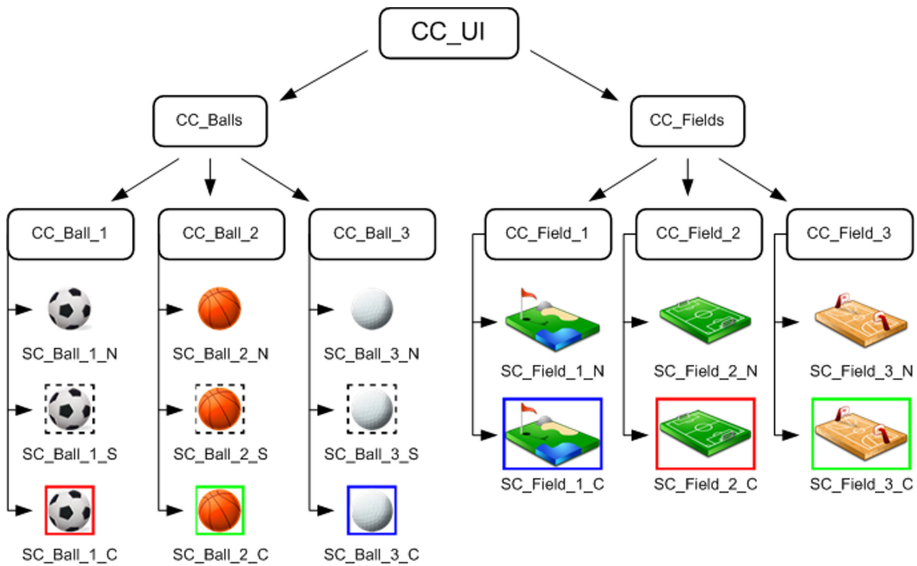 CC_UI
CC_Balls
CC_Fields
CC_Ball_1
CC_Ball_2
CC_Ball_3
CC_Field_1
CC_Field_2
CC_Field_3
SC_Ball_1_N
SC_Ball_2_N
SC_Ball_3_N
SC_Field_1_N
SC_Field_2_N
SC_Field_3_N
SC_Ball_1_S
SC_Ball_2_S
SC_Ball_3_S
SC_Field_1_C
SC_Field_2_C
SC_Field_3_C
SC_Ball_1_C
SC_Ball_2_C
SC_Ball_3_C